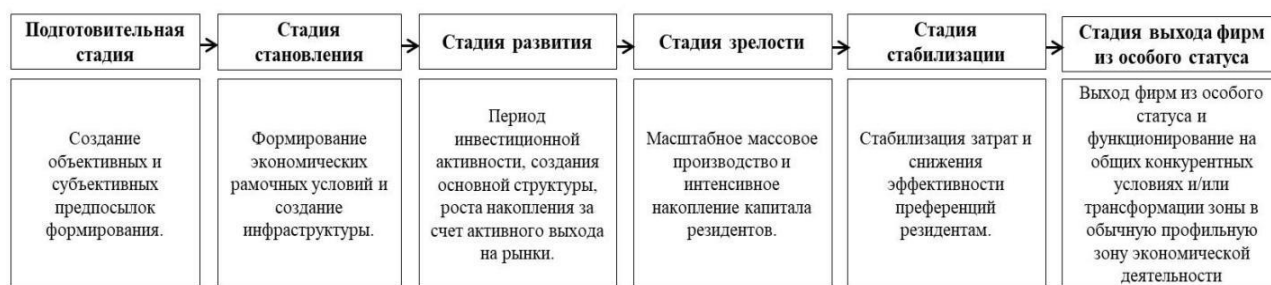 Подготовительная
стадия
Стадия
становления
Стадия развития
Стадия зрелости
Стадия
стабилизации
Стадия выхода фирм
из особого статуса
Создание
объективных и
субъективных
предпосылок
формирования.
Формирование
экономических
рамочных условий и
создание
инфраструктуры.
Период
инвестиционной
активности, создания
основной структуры,
роста накопления за
счет активного выхода
на рынки.
Масштабное массовое
производство и
интенсивное
накопление капитала
резидентов.
Стабилизация затрат и
снижения
эффективности
преференций
резидентам.
Выход фирм из особого
статуса и
функционирование на
общих конкурентных
условиях и/или
трансформации зоны в
обычную профильную
зону экономической
деятельности